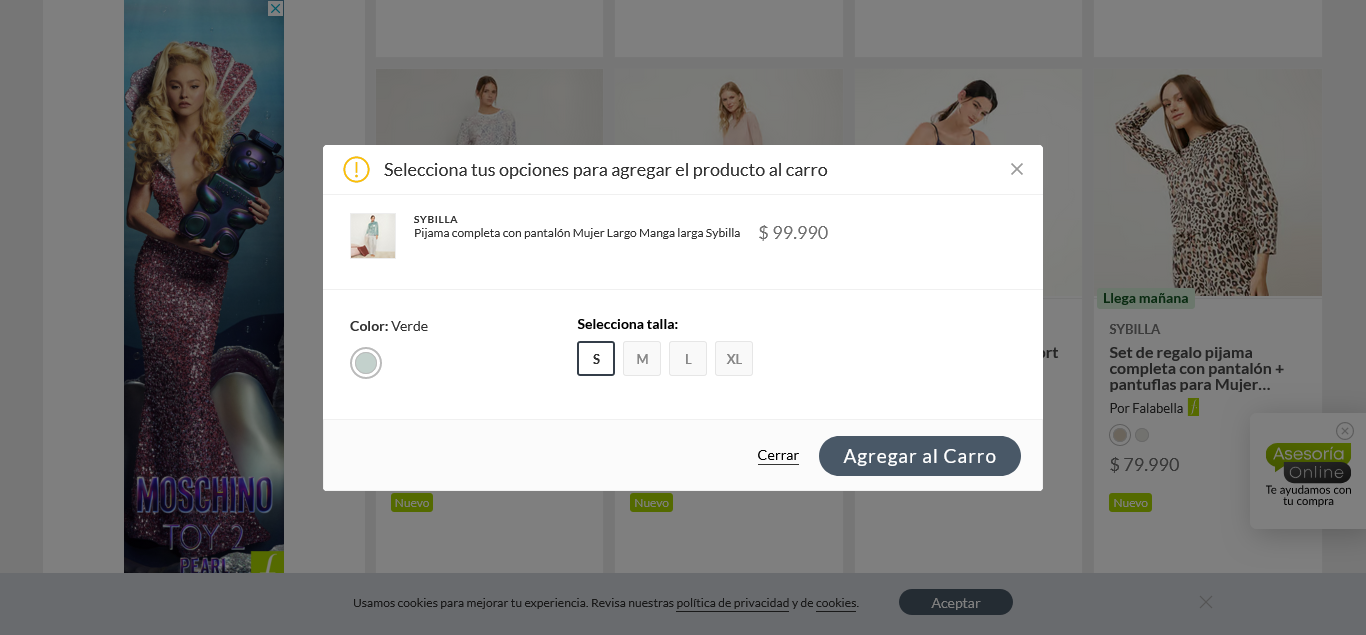 Selecciona tus opciones para agregar el producto al carro
SYBILLA
Pijama completa con pantalón Mujer Largo Manga larga Sybilla
$ 99.990
Color: Verde
Selecciona talla:
S
M
L
XL
Cerrar
Agregar al Carro
MOSCHINO
TOY 2
PEARL
f
Nuevo
Nuevo
ort
Llega mañana
SYBILLA
Set de regalo pijama
completa con pantalón +
pantuflas para Mujer...
Por Falabella f
$ 79.990
Nuevo
Asesoría
Online
Te ayudamos con
tu compra
Usamos cookies para mejorar tu experiencia. Revisa nuestras política de privacidad y de cookies.
Aceptar